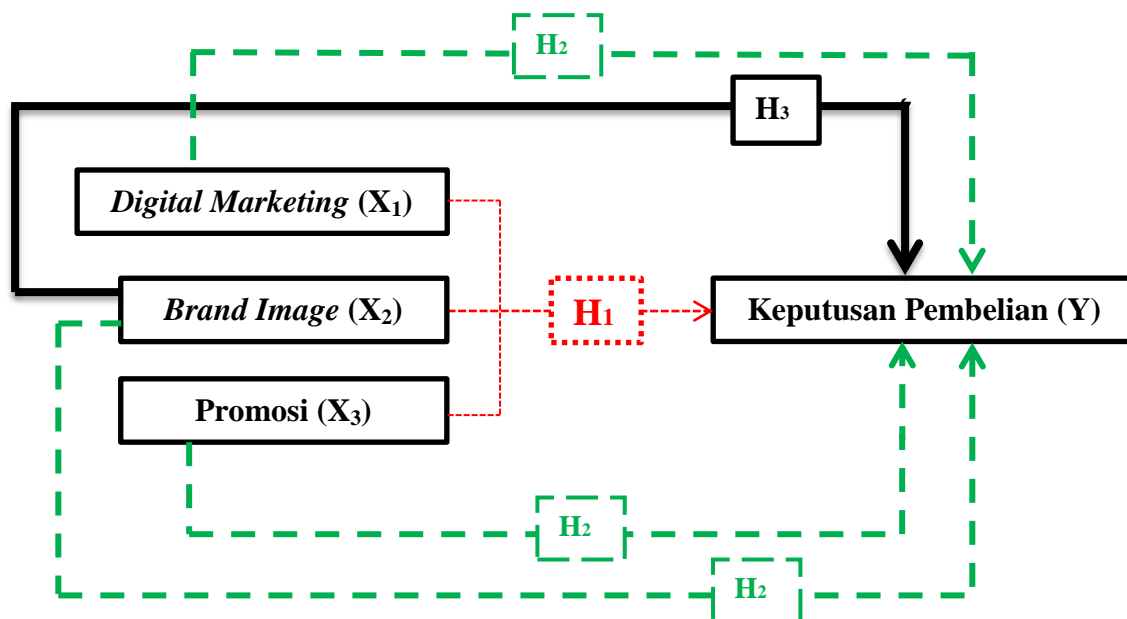 H2
H3
Digital Marketing (X1)
Brand Image (X2)
H1
Keputusan Pembelian (Y)
Promosi (X3)
H2
H2